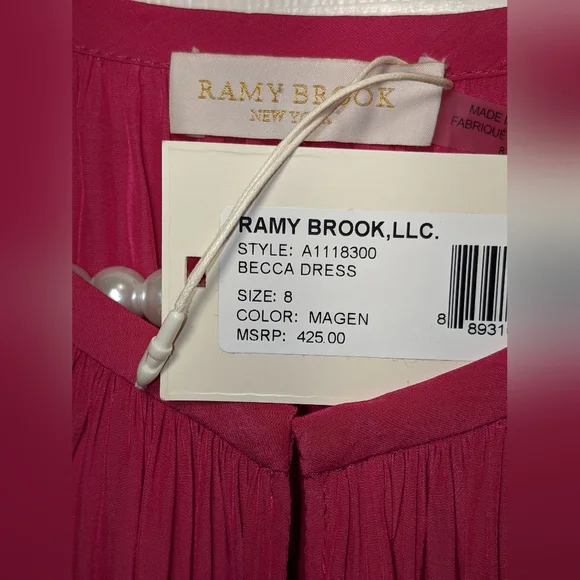 RAMY BROOK
NEW YORK
MADE
FABRIQUE
8
RAMY BROOK,LLC.
STYLE: A1118300
BECCA DRESS
SIZE: 8
COLOR: MAGEN
MSRP: 425.00
8